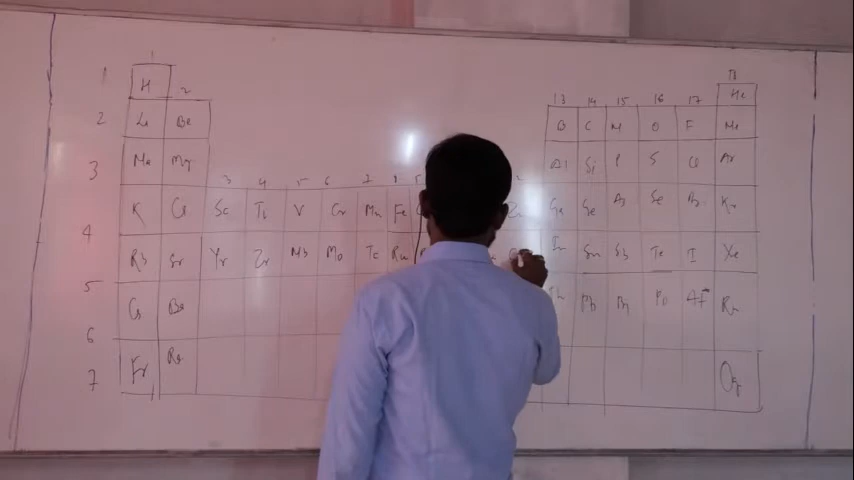 1 18
1 H 2 13 14 15 16 17 He
2 Li Be B C N O F Ne
3 Na Mg 3 4 5 6 7 8 Al Si P S Cl Ar
4 K Ca Sc Ti V Cr Mn Fe Ga Ge As Se Br Kr
Rb Sr Yr Zr Nb Mo Tc Ru In Sn Sb Te I Xe
5 Cs Ba Pb Bi Po At Rn
6
7 Fr Ra Og